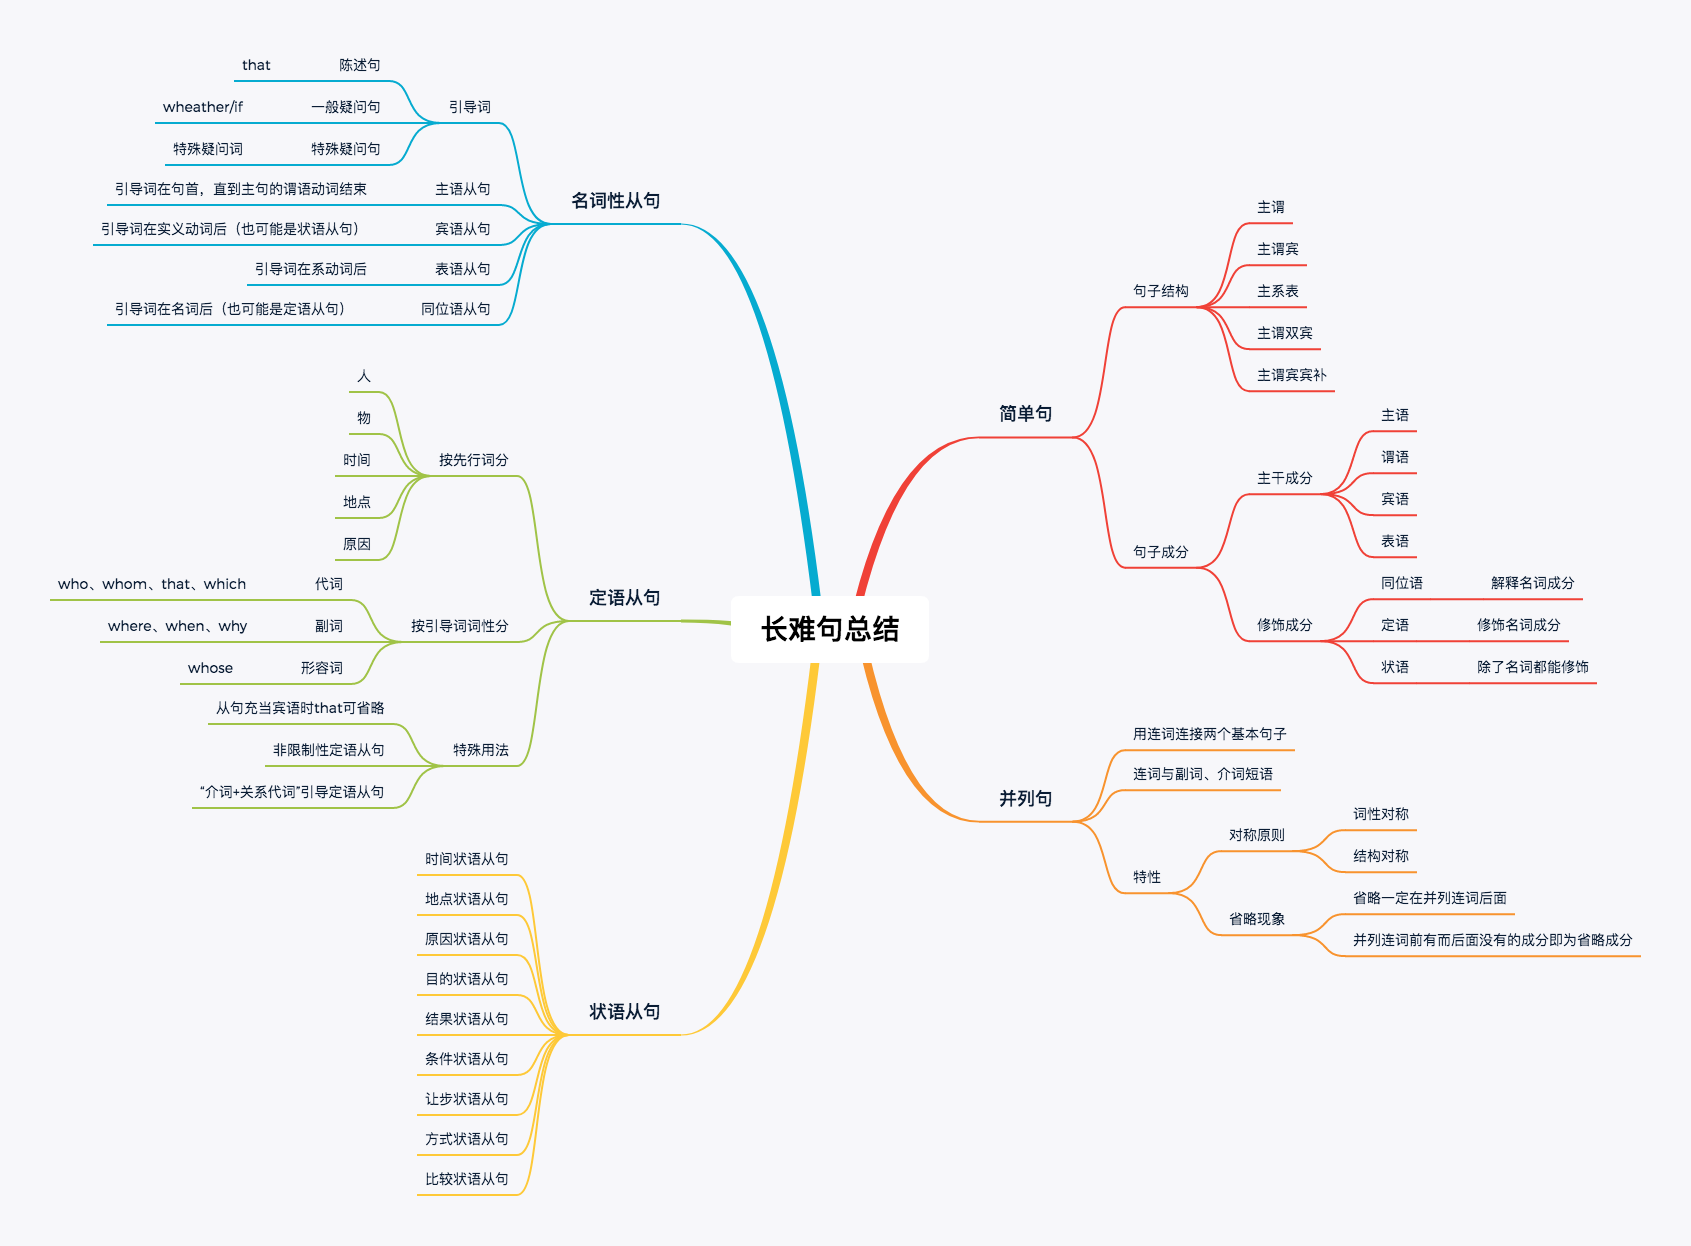 长难句总结
名词性从句
引导词
陈述句
that
一般疑问句
wheather/if
特殊疑问句
特殊疑问词
主语从句
引导词在句首，直到主句的谓语动词结束
宾语从句
引导词在实义动词后（也可能是状语从句）
表语从句
引导词在系动词后
同位语从句
引导词在名词后（也可能是定语从句）
定语从句
按先行词分
人
物
时间
地点
原因
按引导词词性分
代词
who、whom、that、which
副词
where、when、why
形容词
whose
特殊用法
从句充当宾语时that可省略
非限制性定语从句
“介词+关系代词”引导定语从句
状语从句
时间状语从句
地点状语从句
原因状语从句
目的状语从句
结果状语从句
条件状语从句
让步状语从句
方式状语从句
比较状语从句
简单句
句子结构
主谓
主谓宾
主系表
主谓双宾
主谓宾宾补
句子成分
主干成分
主语
谓语
宾语
表语
修饰成分
同位语
解释名词成分
定语
修饰名词成分
状语
除了名词都能修饰
并列句
用连词连接两个基本句子
连词与副词、介词短语
特性
对称原则
词性对称
结构对称
省略现象
省略一定在并列连词后面
并列连词前有而后面没有的成分即为省略成分